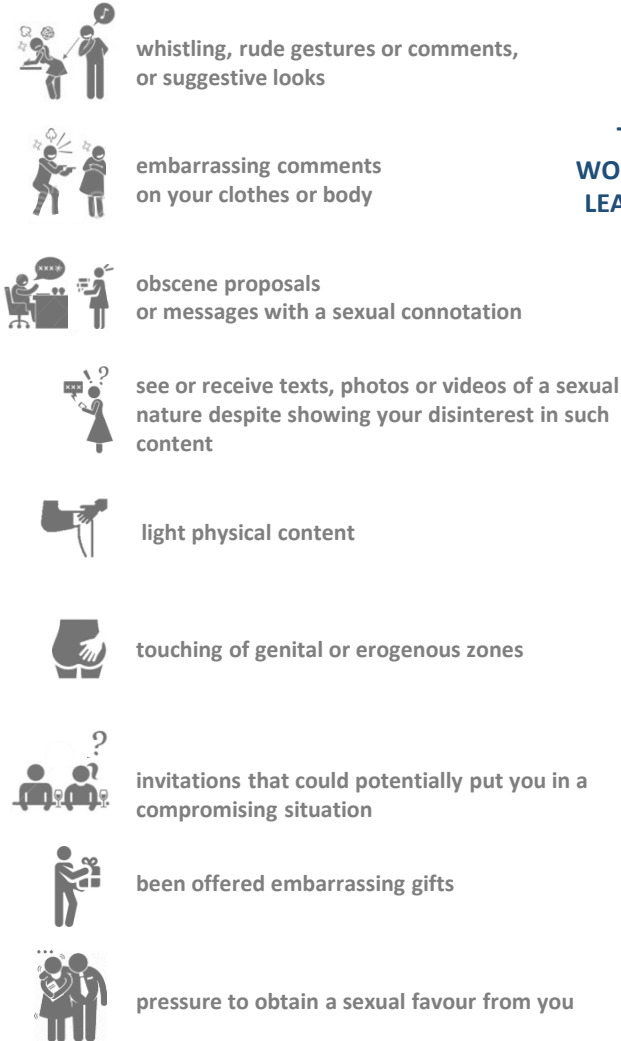 whistling, rude gestures or comments,
or suggestive looks
embarrassing comments
on your clothes or body
obscene proposals
or messages with a sexual connotation
see or receive texts, photos or videos of a sexual
nature despite showing your disinterest in such
content
light physical content
touching of genital or erogenous zones
?
invitations that could potentially put you in a
compromising situation
been offered embarrassing gifts
pressure to obtain a sexual favour from you